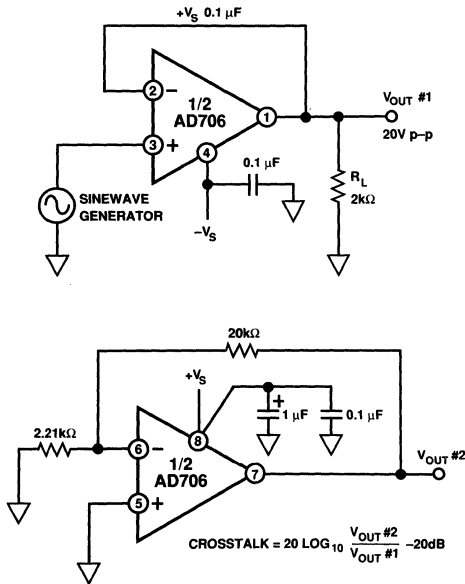 +VS 0.1 µF
2
−
1/2
AD706
1
VOUT #1
20V p–p
3
+
4
0.1 µF
RL
2kΩ
SINEWAVE
GENERATOR
−VS
20kΩ
+VS
+
1 µF
0.1 µF
2.21kΩ
8
6
−
1/2
AD706
7
VOUT #2
5
+
CROSSTALK = 20 LOG10 VOUT #2 / VOUT #1 −20dB